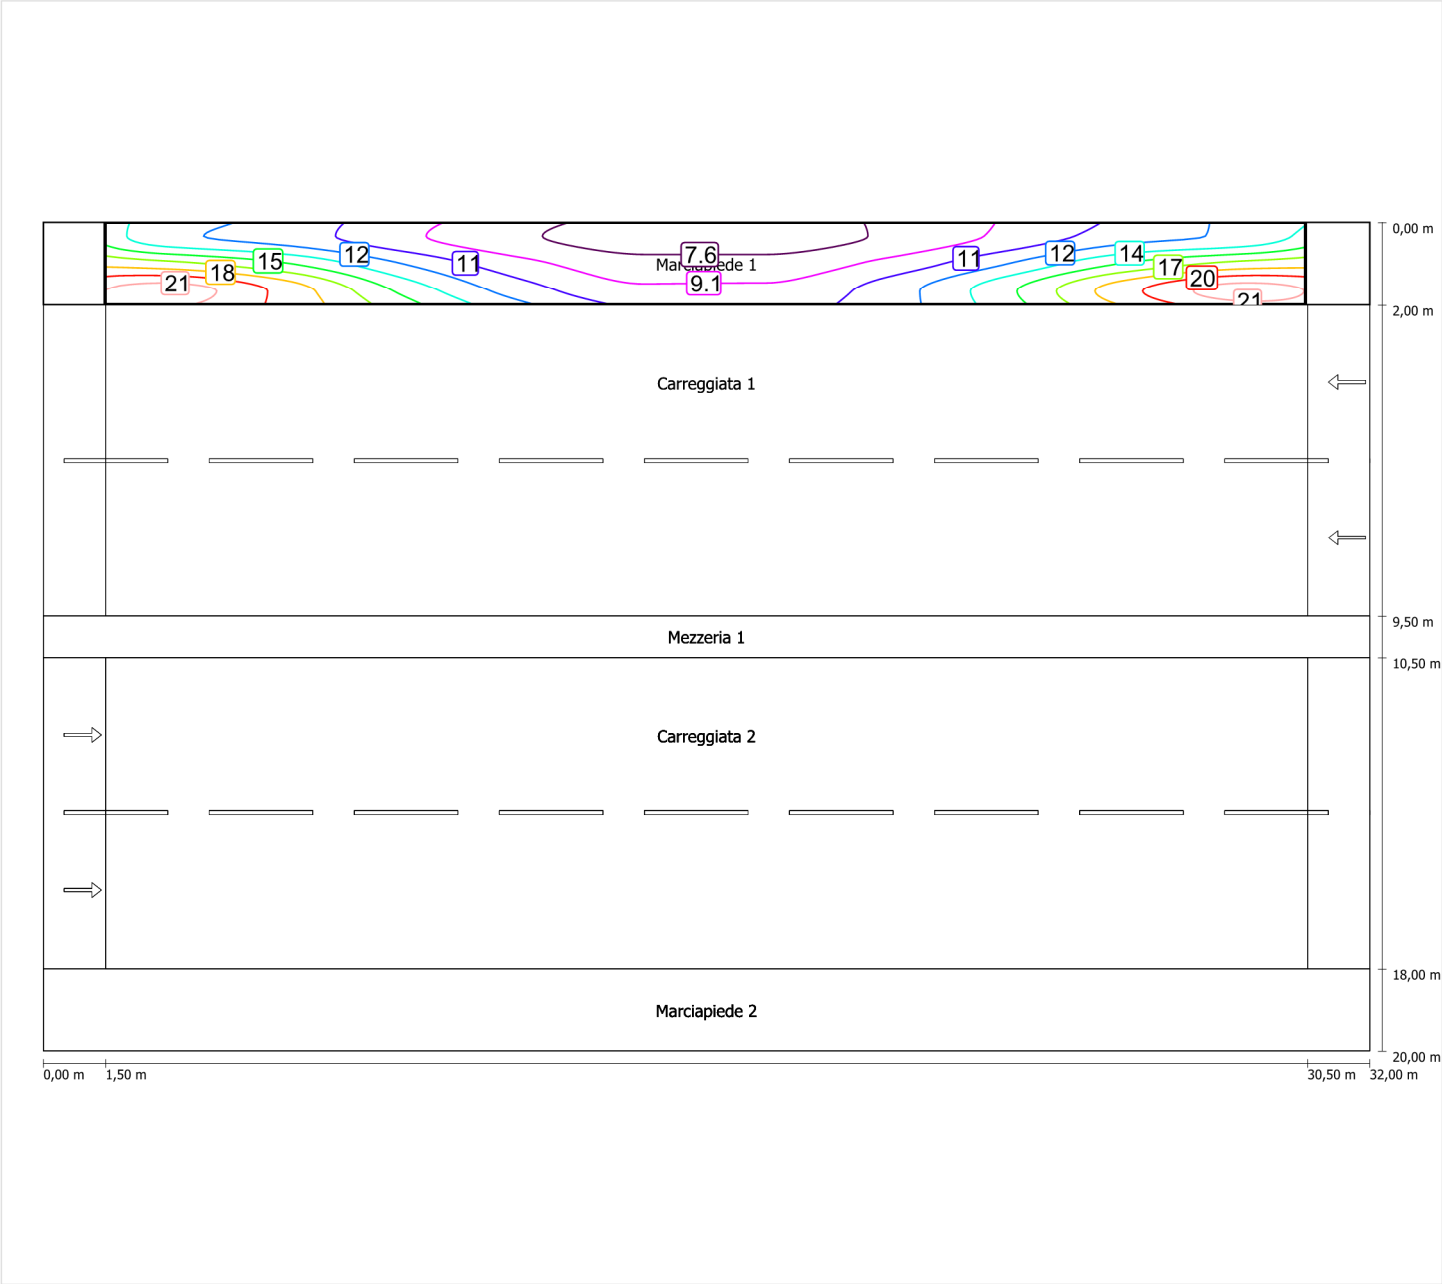 0,00 m
7.6
12
12
14
11
15
11
Marciapiede 1
17
18
20
21
9.1
21
2,00 m
Carreggiata 1
9,50 m
Mezzeria 1
10,50 m
Carreggiata 2
18,00 m
Marciapiede 2
20,00 m
0,00 m
1,50 m
30,50 m
32,00 m